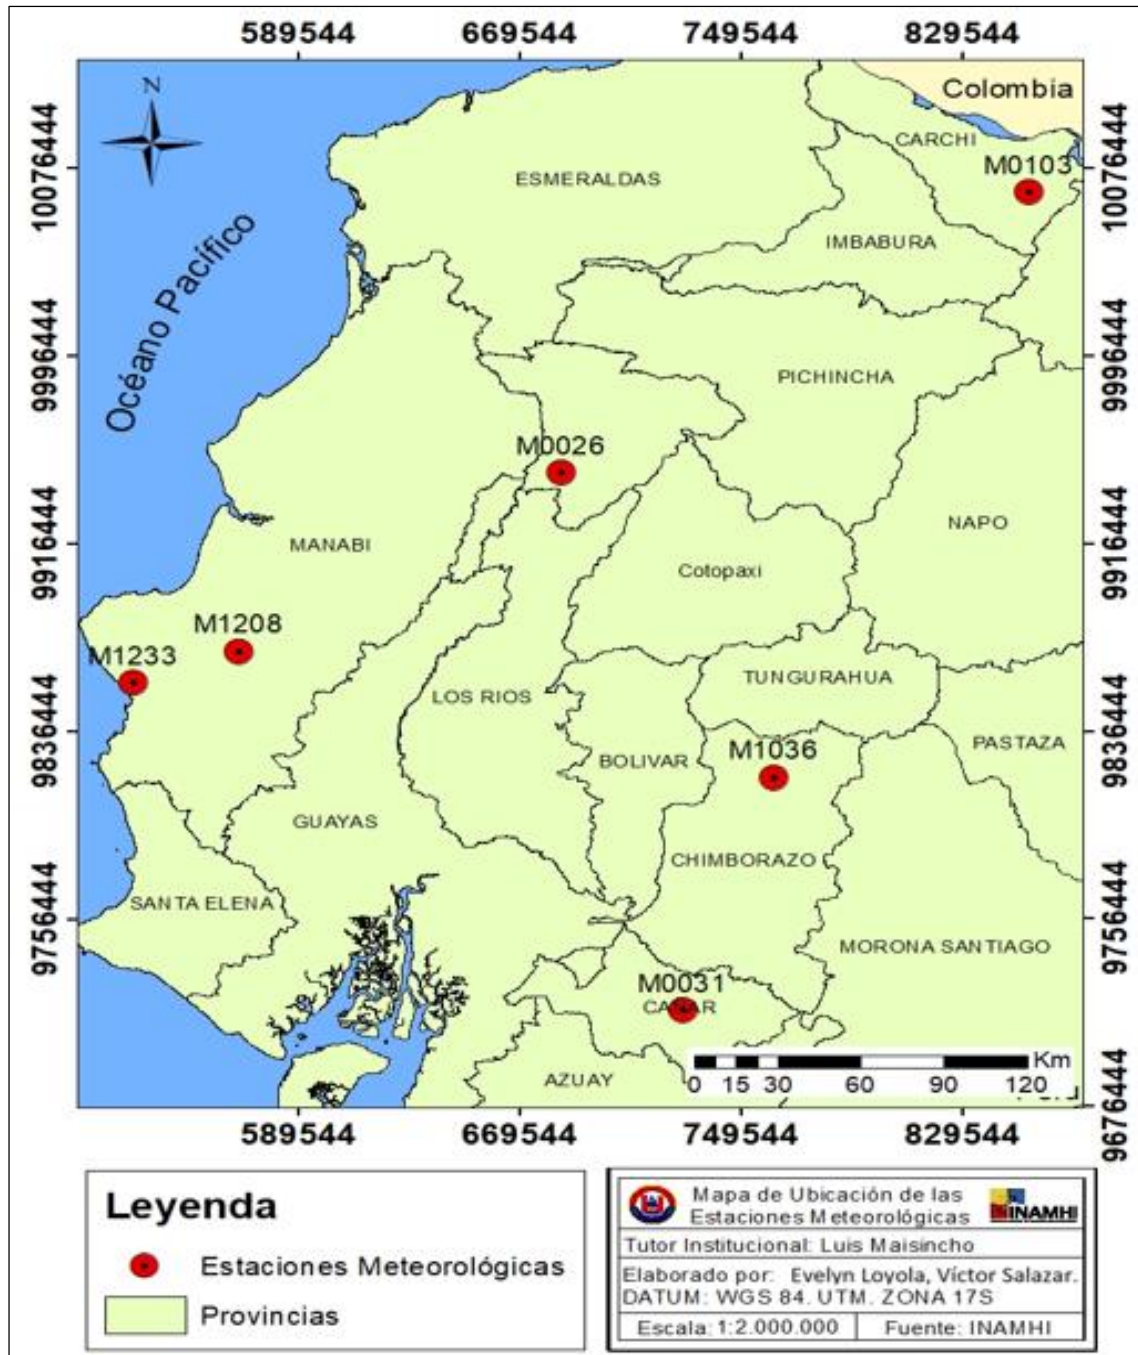 589544 669544 749544 829544
N
Colombia
CARCHI
M0103
10076444
10076444
ESMERALDAS
IMBABURA
Océano Pacífico
9996444
9996444
PICHINCHA
M0026
NAPO
9916444
9916444
MANABI
Cotopaxi
M1208
M1233
TUNGURAHUA
LOS RIOS
9836444
9836444
PASTAZA
M1036
BOLIVAR
GUAYAS
CHIMBORAZO
SANTA ELENA
9756444
9756444
MORONA SANTIAGO
M0031
Km
AZUAY
0 15 30 60 90 120
9676444
589544 669544 749544 829544
Leyenda
Estaciones Meteorológicas
Provincias
Mapa de Ubicación de las
Estaciones Meteorológicas
INAMHI
Tutor Institucional: Luis Maisincho
Elaborado por: Evelyn Loyola, Víctor Salazar.
DATUM: WGS 84. UTM. ZONA 17S
Escala: 1:2.000.000 Fuente: INAMHI